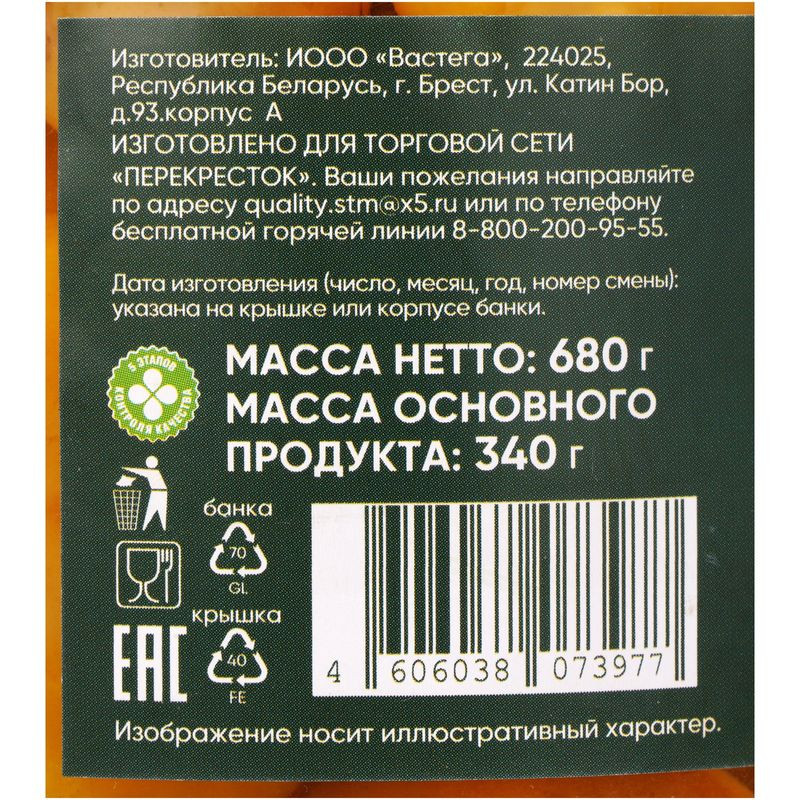 Изготовитель: ИООО «Вастега», 224025,
Республика Беларусь, г. Брест, ул. Катин Бор,
д.93.корпус А
ИЗГОТОВЛЕНО ДЛЯ ТОРГОВОЙ СЕТИ
«ПЕРЕКРЕСТОК». Ваши пожелания направляйте
по адресу quality.stm@x5.ru или по телефону
бесплатной горячей линии 8-800-200-95-55.
Дата изготовления (число, месяц, год, номер смены):
указана на крышке или корпусе банки.
5 ЭТАПОВ
КОНТРОЛЯ КАЧЕСТВА
МАССА НЕТТО: 680 г
МАССА ОСНОВНОГО
ПРОДУКТА: 340 г
банка
70
GL
крышка
40
FE
EAC
4 606038 073977
Изображение носит иллюстративный характер.